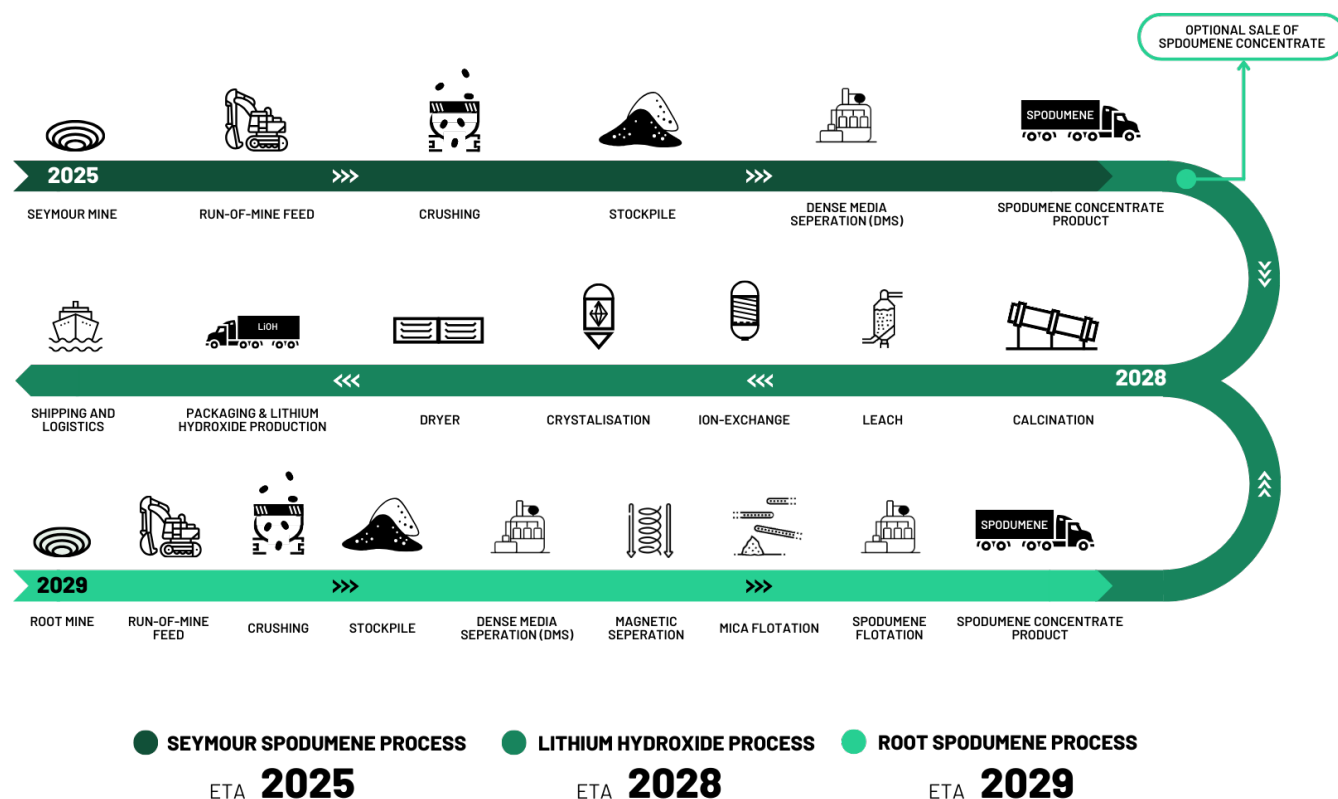 OPTIONAL SALE OF
SPDOUMENE CONCENTRATE
SPODUMENE
2025
SEYMOUR MINE
RUN-OF-MINE FEED
CRUSHING
STOCKPILE
DENSE MEDIA
SEPERATION (DMS)
SPODUMENE CONCENTRATE
PRODUCT
LiOH
2028
SHIPPING AND
LOGISTICS
PACKAGING & LITHIUM
HYDROXIDE PRODUCTION
DRYER
CRYSTALISATION
ION-EXCHANGE
LEACH
CALCINATION
SPODUMENE
2029
ROOT MINE
RUN-OF-MINE
FEED
CRUSHING
STOCKPILE
DENSE MEDIA
SEPERATION (DMS)
MAGNETIC
SEPERATION
MICA FLOTATION
SPODUMENE
FLOTATION
SPODUMENE CONCENTRATE
PRODUCT
SEYMOUR SPODUMENE PROCESS
ETA 2025
LITHIUM HYDROXIDE PROCESS
ETA 2028
ROOT SPODUMENE PROCESS
ETA 2029